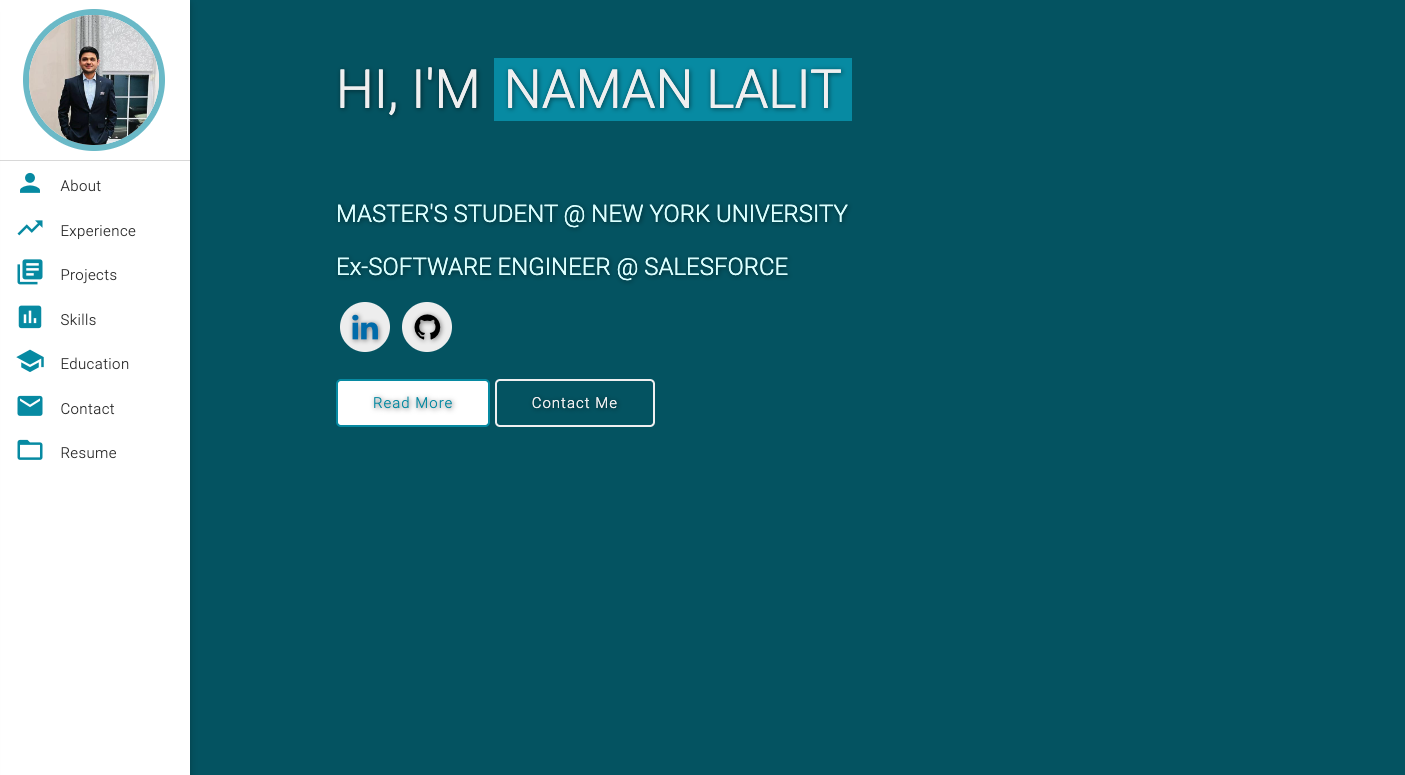 About
Experience
Projects
Skills
Education
Contact
Resume
HI, I'M NAMAN LALIT
MASTER'S STUDENT @ NEW YORK UNIVERSITY
Ex-SOFTWARE ENGINEER @ SALESFORCE
in
Read More Contact Me